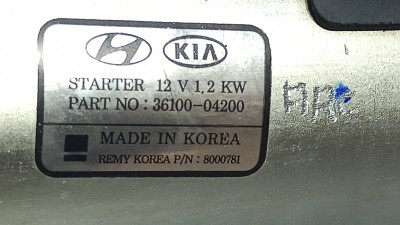 KIA
STARTER 12 V 1,2 KW
PART NO : 36100-04200
MADE IN KOREA
REMY KOREA P/N : 8000781